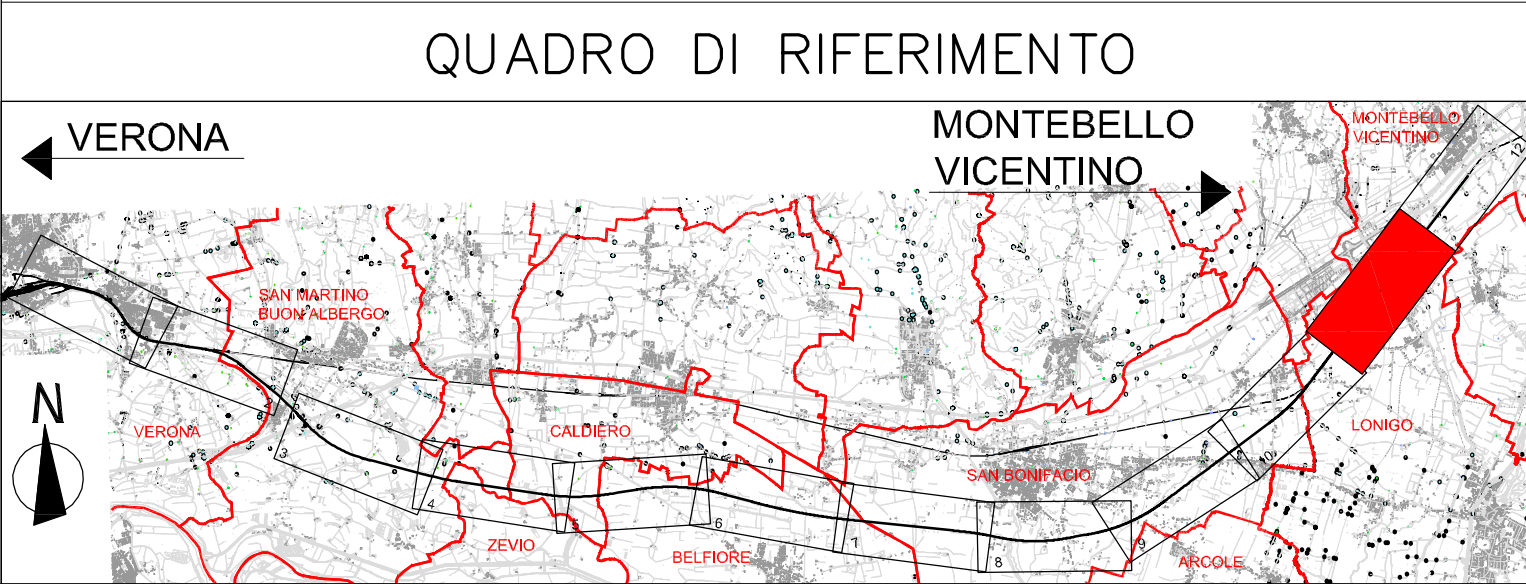 QUADRO DI RIFERIMENTO
VERONA
MONTEBELLO
VICENTINO
MONTEBELLO
VICENTINO
12
SAN MARTINO
BUON ALBERGO
N
VERONA
CALDIERO
LONIGO
SAN BONIFACIO
3
4
5
6
7
8
9
10
ZEVIO
BELFIORE
ARCOLE